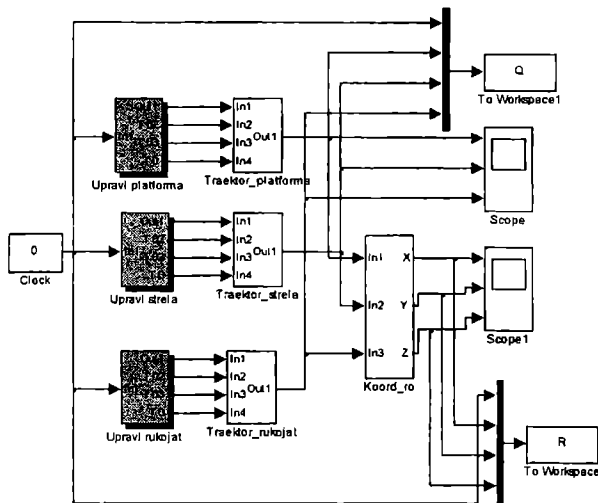 Q
To Workspace1
In1
In2
In3
In4
Out1
Upravi platforma
Traektor_platforma
Scope
0
Clock
In1
In2
In3
In4
Out1
Upravi strela
Traektor_strela
In1
In2
In3
X
Y
Z
Koord_ro
Scope1
In1
In2
In3
In4
Out1
Upravi rukojat
Traektor_rukojat
R
To Workspace